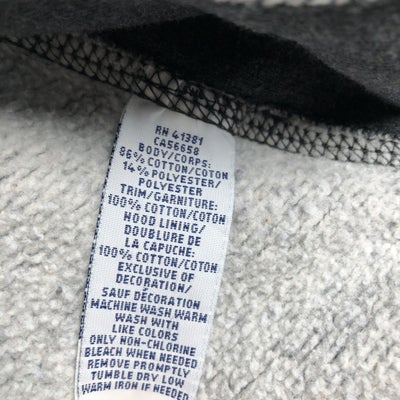 RN 41381
CA56658
BODY/CORPS:
86% COTTON/COTON
14% POLYESTER/
POLYESTER
TRIM/GARNITURE:
100% COTTON/COTON
HOOD LINING/
DOUBLURE DE
LA CAPUCHE:
100% COTTON/COTON
EXCLUSIVE OF
DECORATION/
SAUF DÉCORATION
MACHINE WASH WARM
WASH WITH
LIKE COLORS
ONLY NON-CHLORINE
BLEACH WHEN NEEDED
REMOVE PROMPTLY
TUMBLE DRY LOW
WARM IRON IF NEEDED